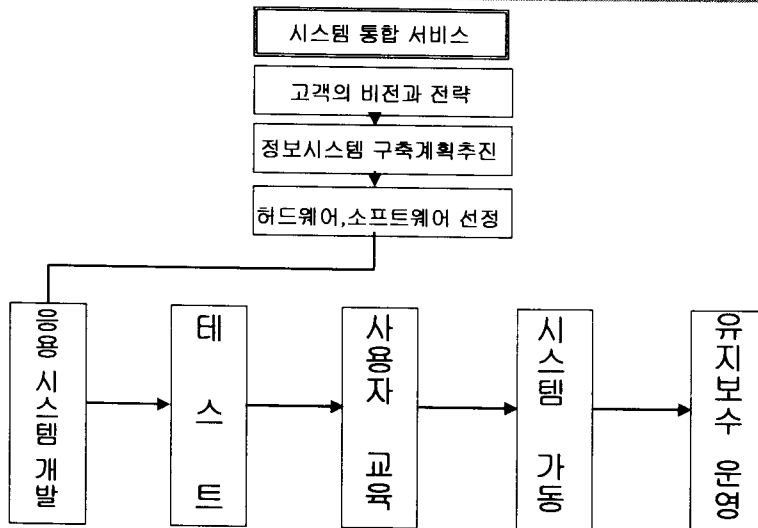 시스템 통합 서비스
고객의 비전과 전략
정보시스템 구축계획추진
허드웨어,소프트웨어 선정
응용 시스템 개발
테스트
사용자 교육
시스템 가동
유지보수 운영